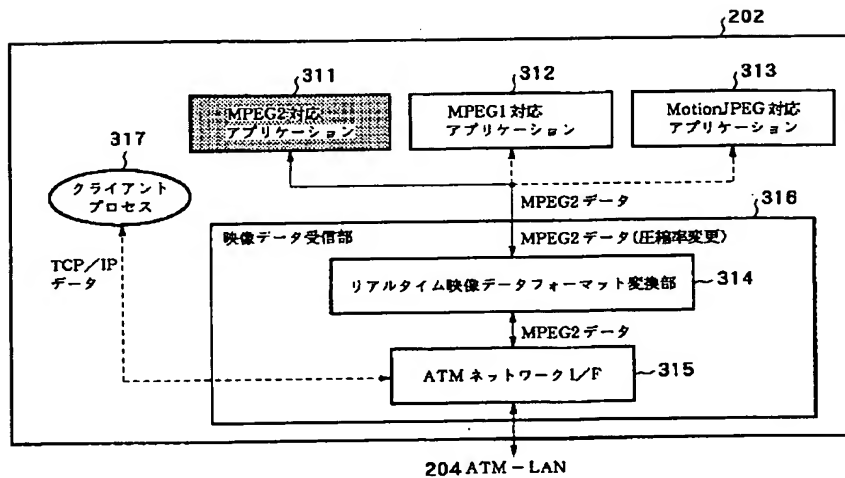 202
311
312
313
MPEG2対応
アプリケーション
MPEG1対応
アプリケーション
MotionJPEG対応
アプリケーション
317
クライアント
プロセス
MPEG2データ
316
映像データ受信部
MPEG2データ(圧縮率変更)
TCP/IP
データ
リアルタイム映像データフォーマット変換部
314
MPEG2データ
ATMネットワークI/F
315
204 ATM-LAN